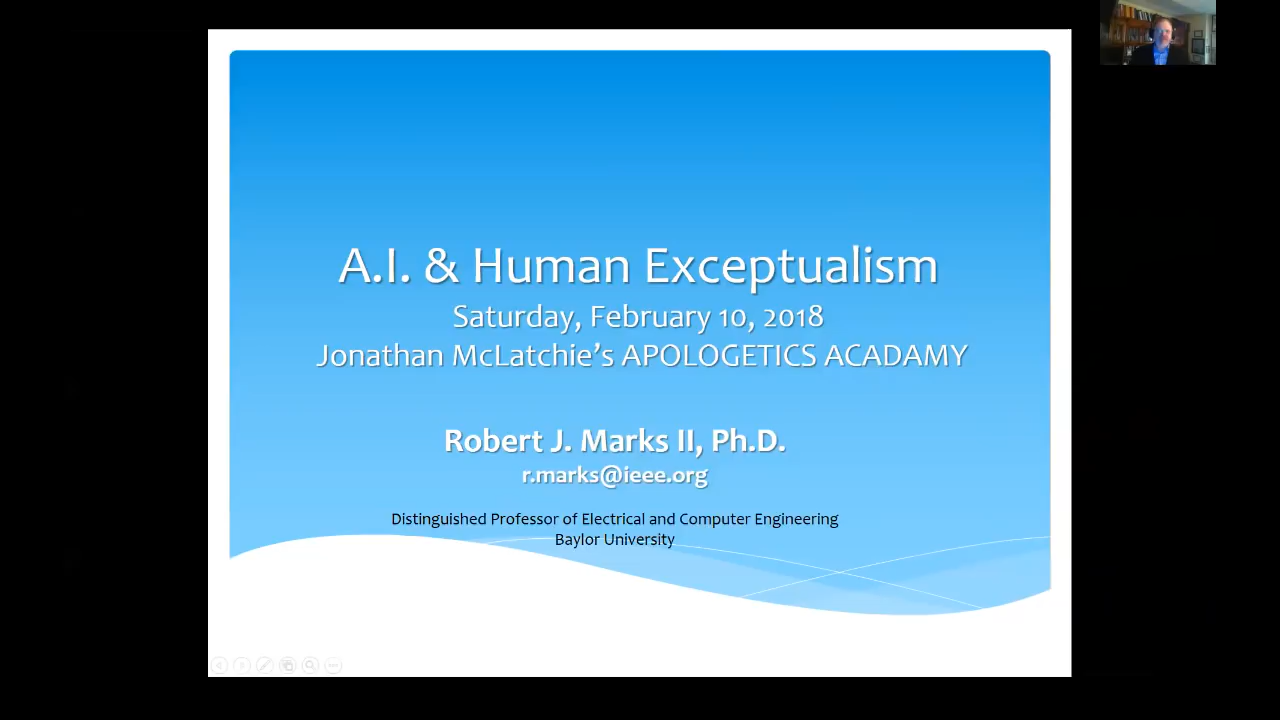 A.I. & Human Exceptualism
Saturday, February 10, 2018
Jonathan McLatchie’s APOLOGETICS ACADAMY
Robert J. Marks II, Ph.D.
r.marks@ieee.org
Distinguished Professor of Electrical and Computer Engineering
Baylor University